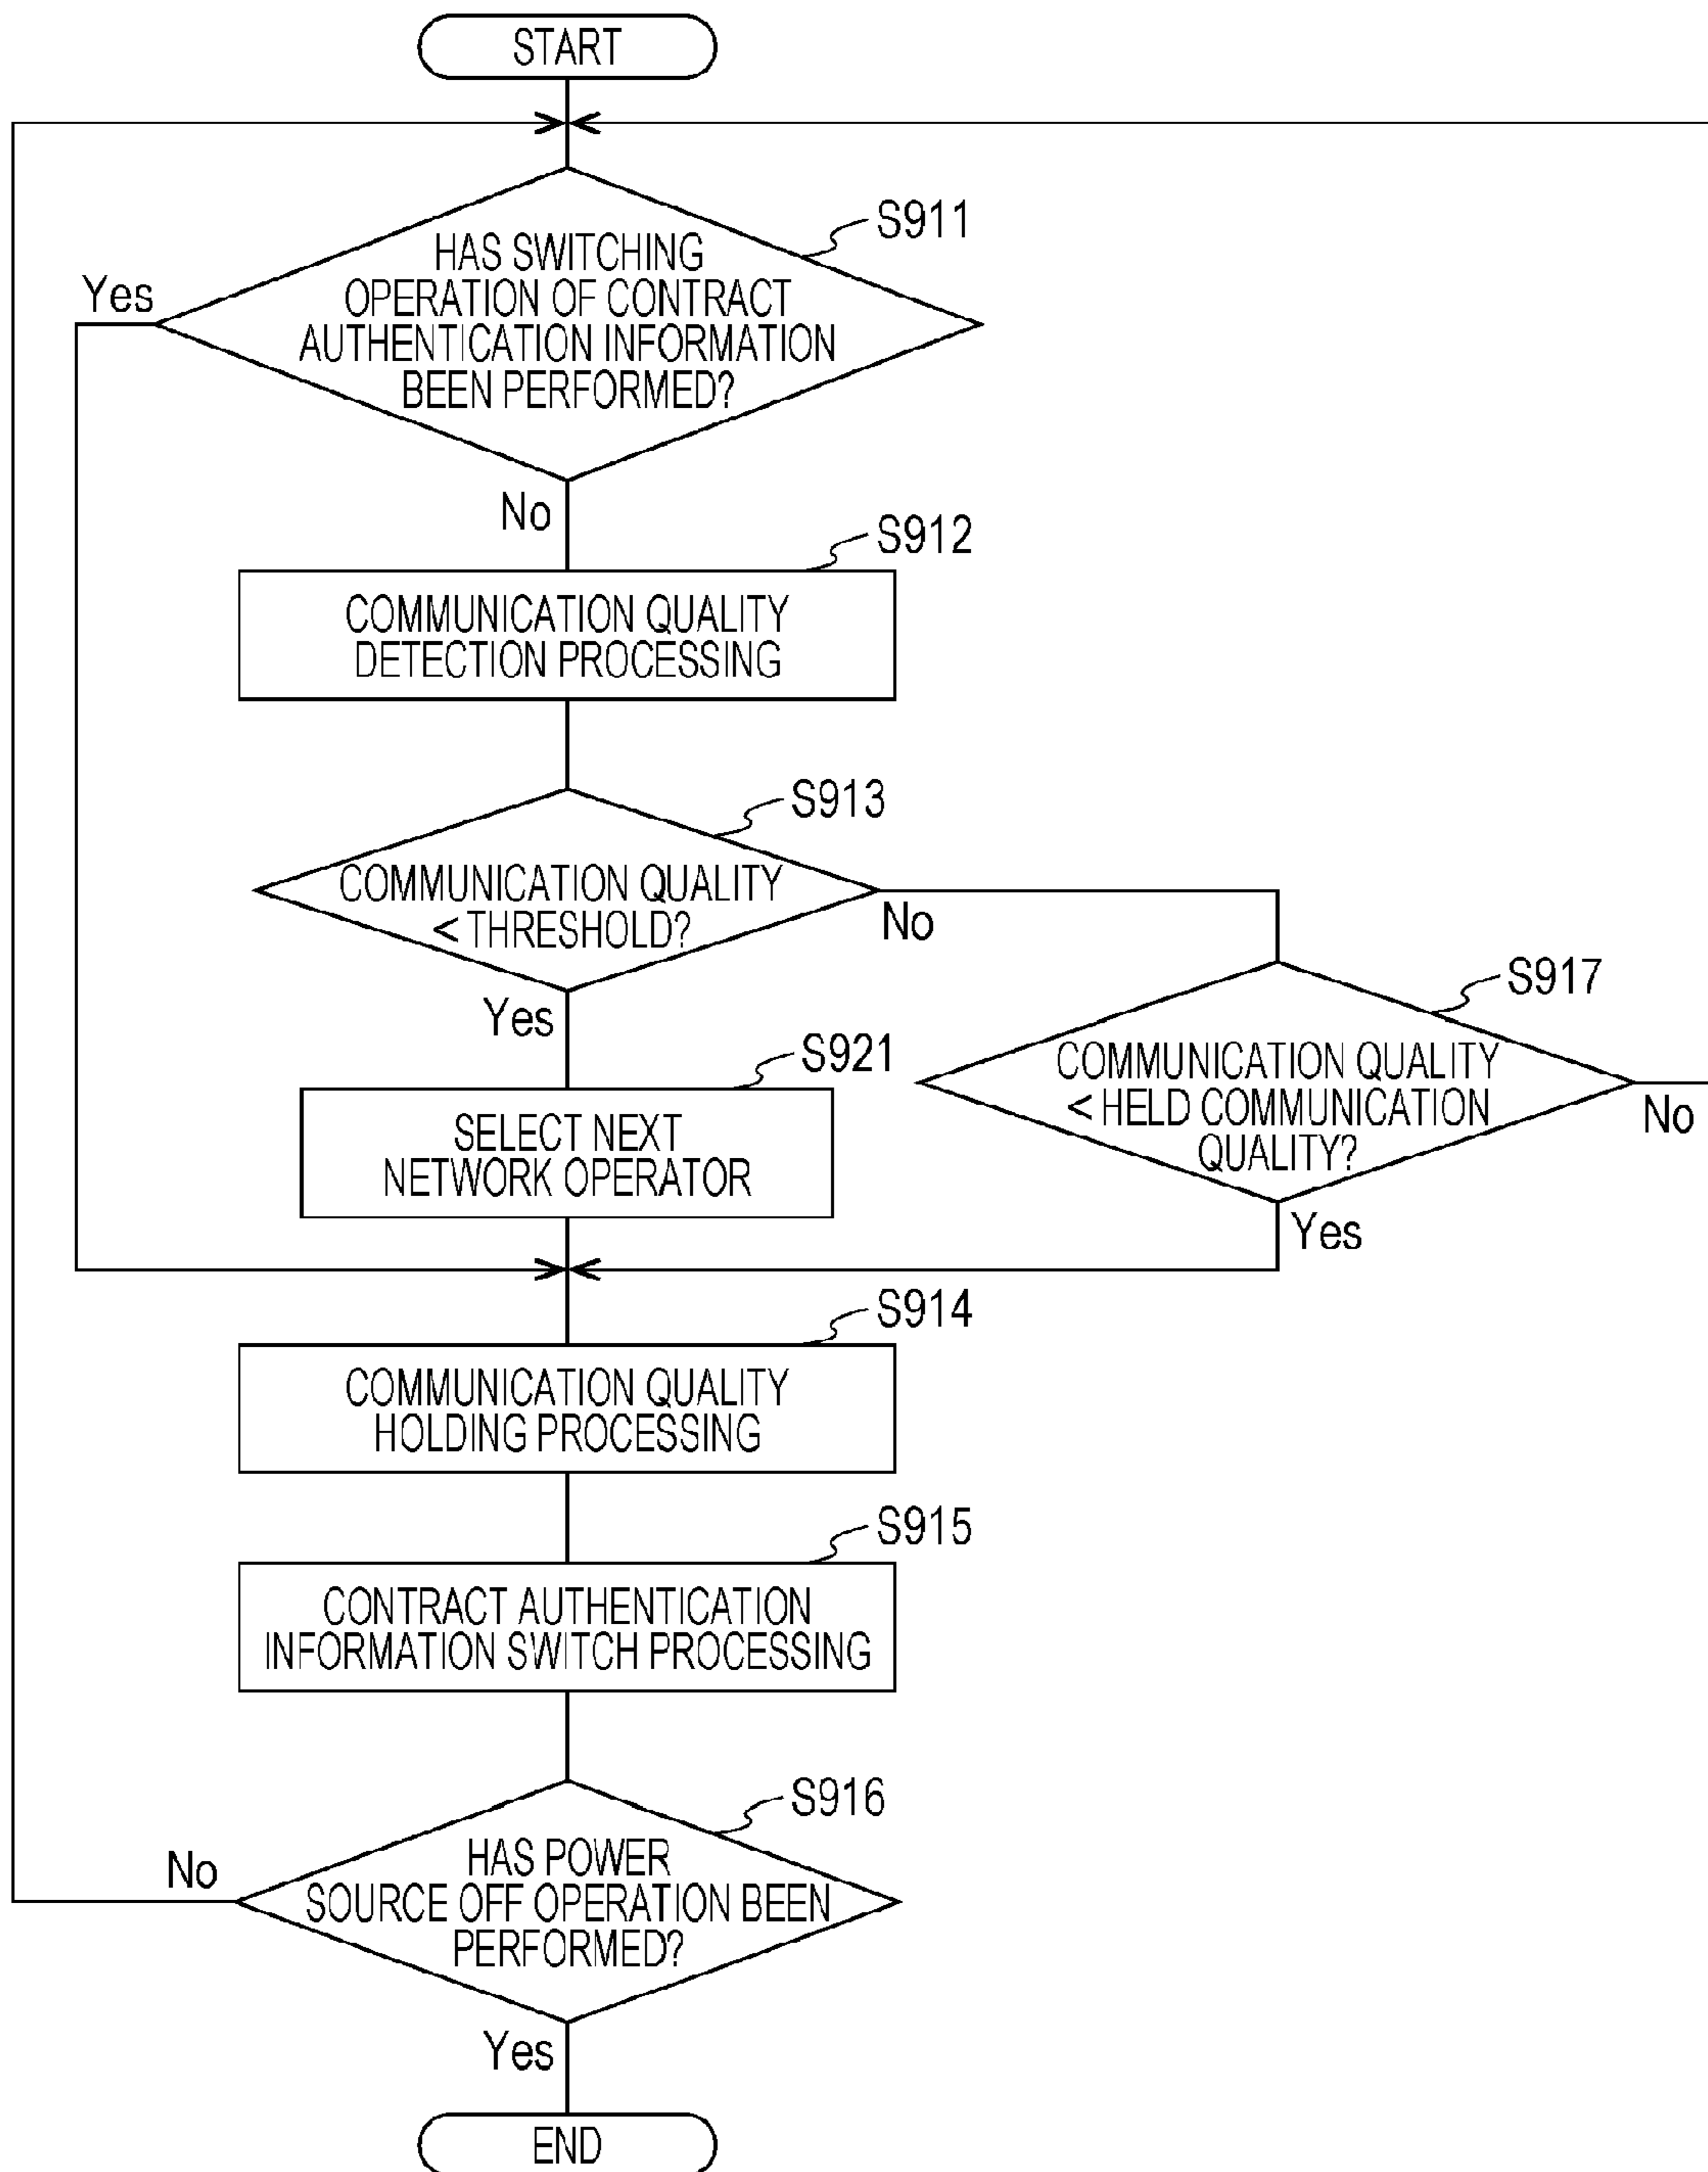 START
S911
HAS SWITCHING
OPERATION OF CONTRACT
AUTHENTICATION INFORMATION
BEEN PERFORMED?
Yes
No
S912
COMMUNICATION QUALITY
DETECTION PROCESSING
S913
COMMUNICATION QUALITY
< THRESHOLD?
No
Yes
S917
COMMUNICATION QUALITY
< HELD COMMUNICATION
QUALITY?
No
Yes
S921
SELECT NEXT
NETWORK OPERATOR
S914
COMMUNICATION QUALITY
HOLDING PROCESSING
S915
CONTRACT AUTHENTICATION
INFORMATION SWITCH PROCESSING
S916
HAS POWER
SOURCE OFF OPERATION BEEN
PERFORMED?
No
Yes
END